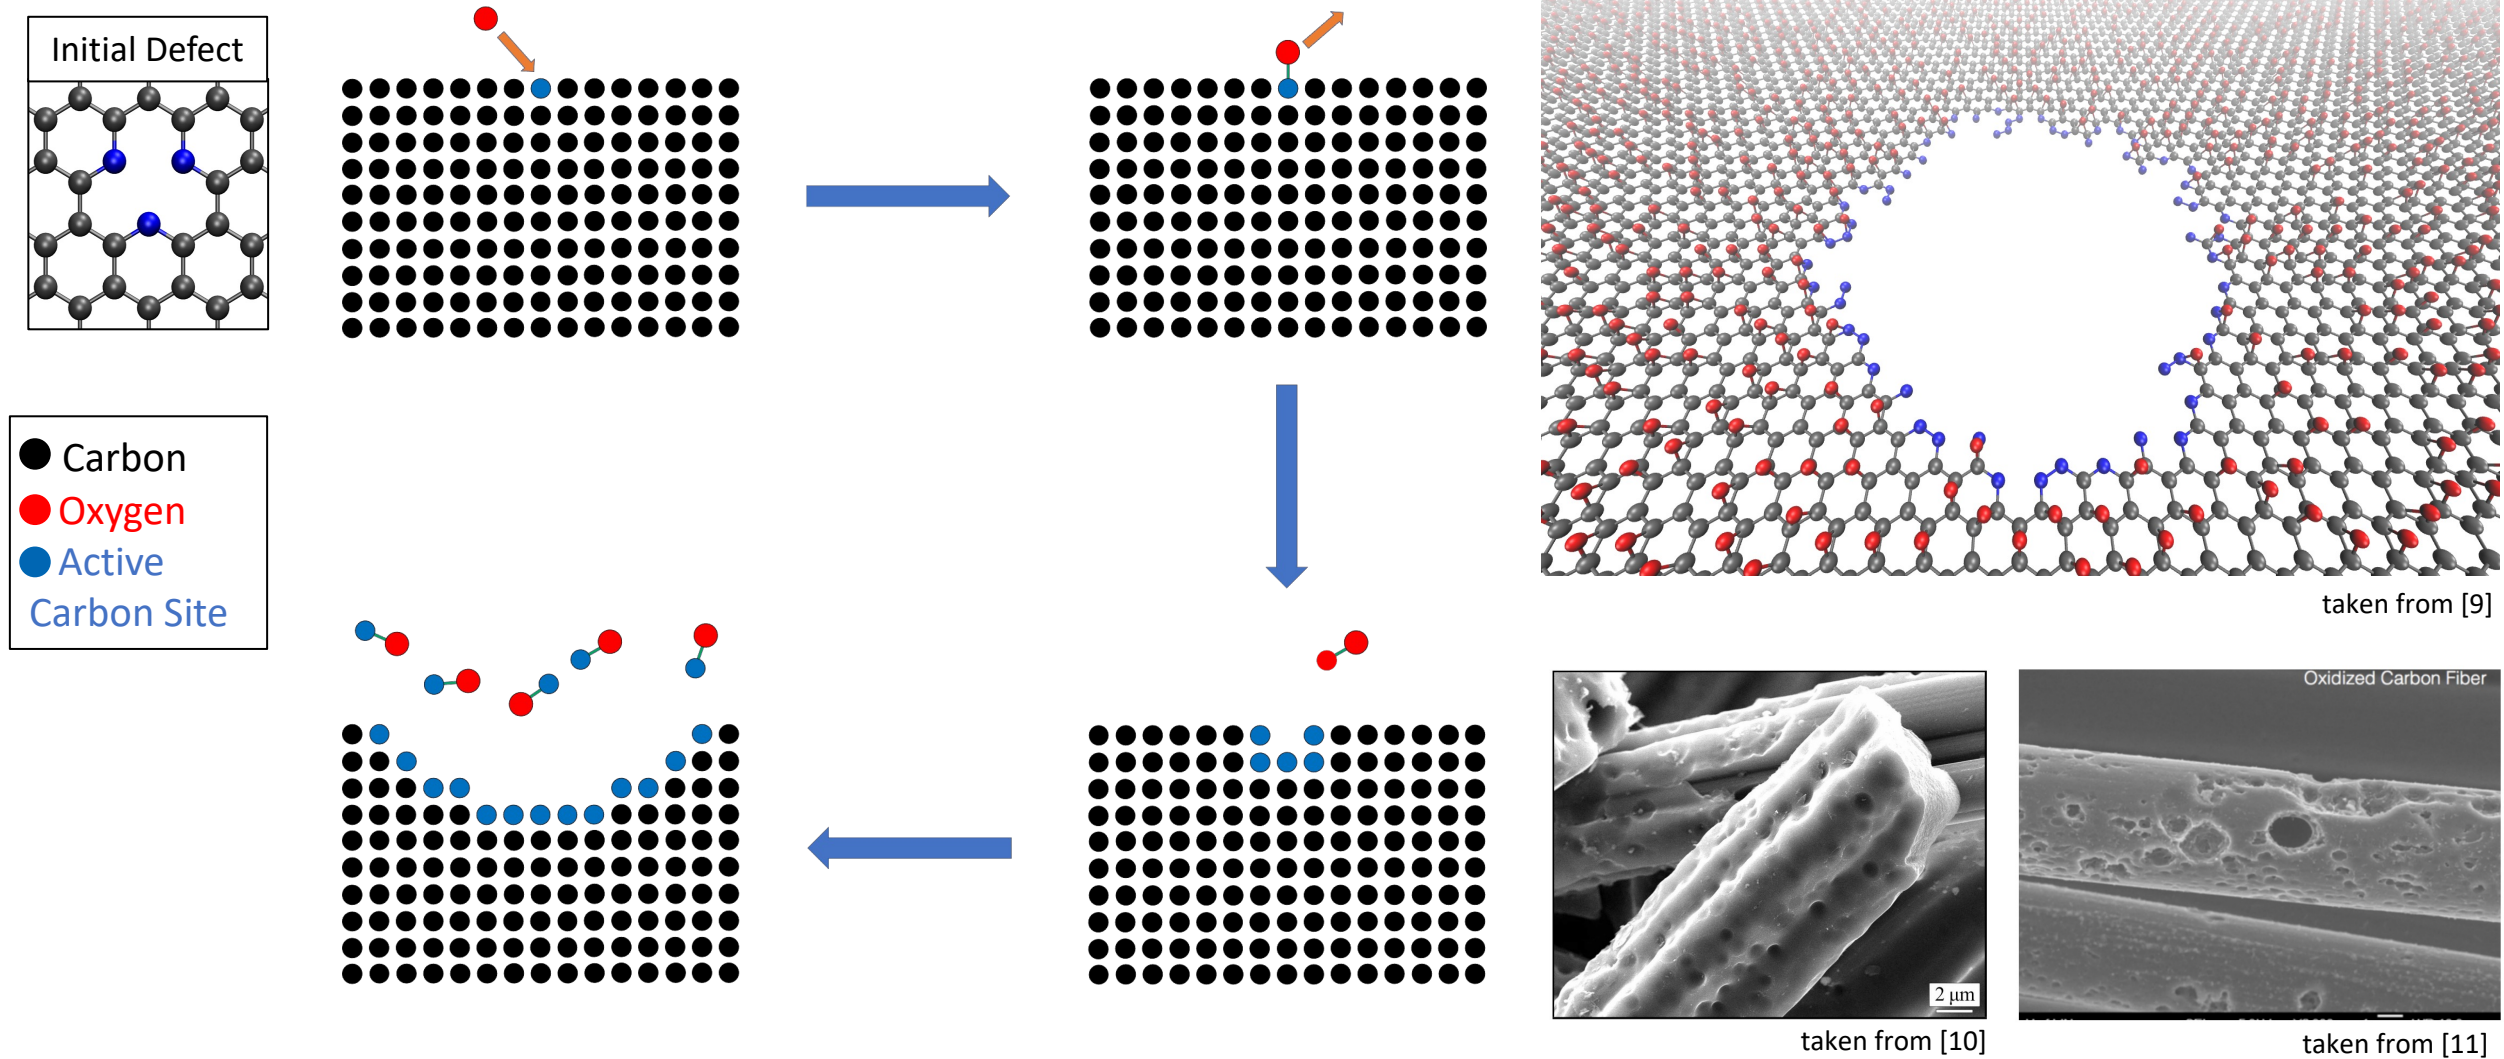 Initial Defect
Carbon
Oxygen
Active
Carbon Site
taken from [9]
2 μm
taken from [10]
Oxidized Carbon Fiber
taken from [11]